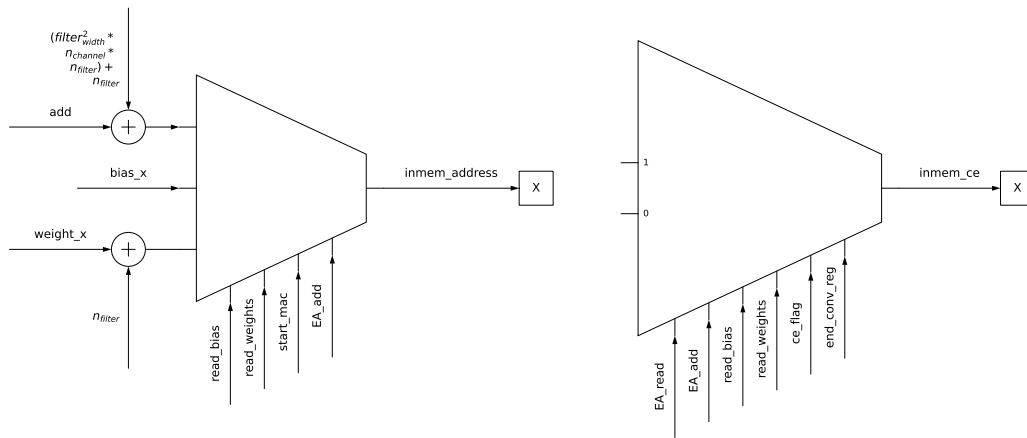 (filter²width *
nchannel *
nfilter) +
nfilter
add
+
bias_x
weight_x
+
nfilter
inmem_address
X
read_bias
read_weights
start_mac
EA_add
1
0
inmem_ce
X
EA_read
EA_add
read_bias
read_weights
ce_flag
end_conv_reg